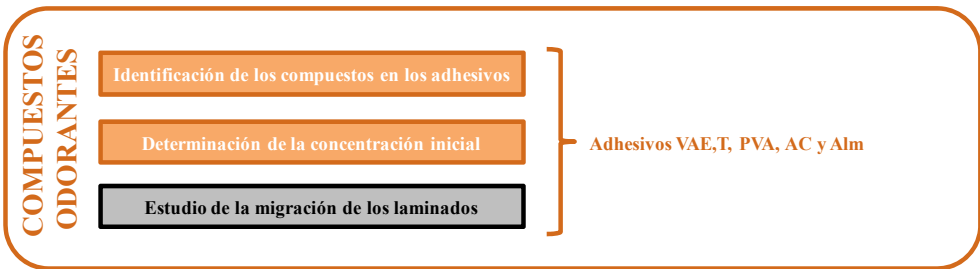 COMPUESTOS
ODORANTES
Identificación de los compuestos en los adhesivos
Determinación de la concentración inicial
Estudio de la migración de los laminados
Adhesivos VAE,T, PVA, AC y Alm